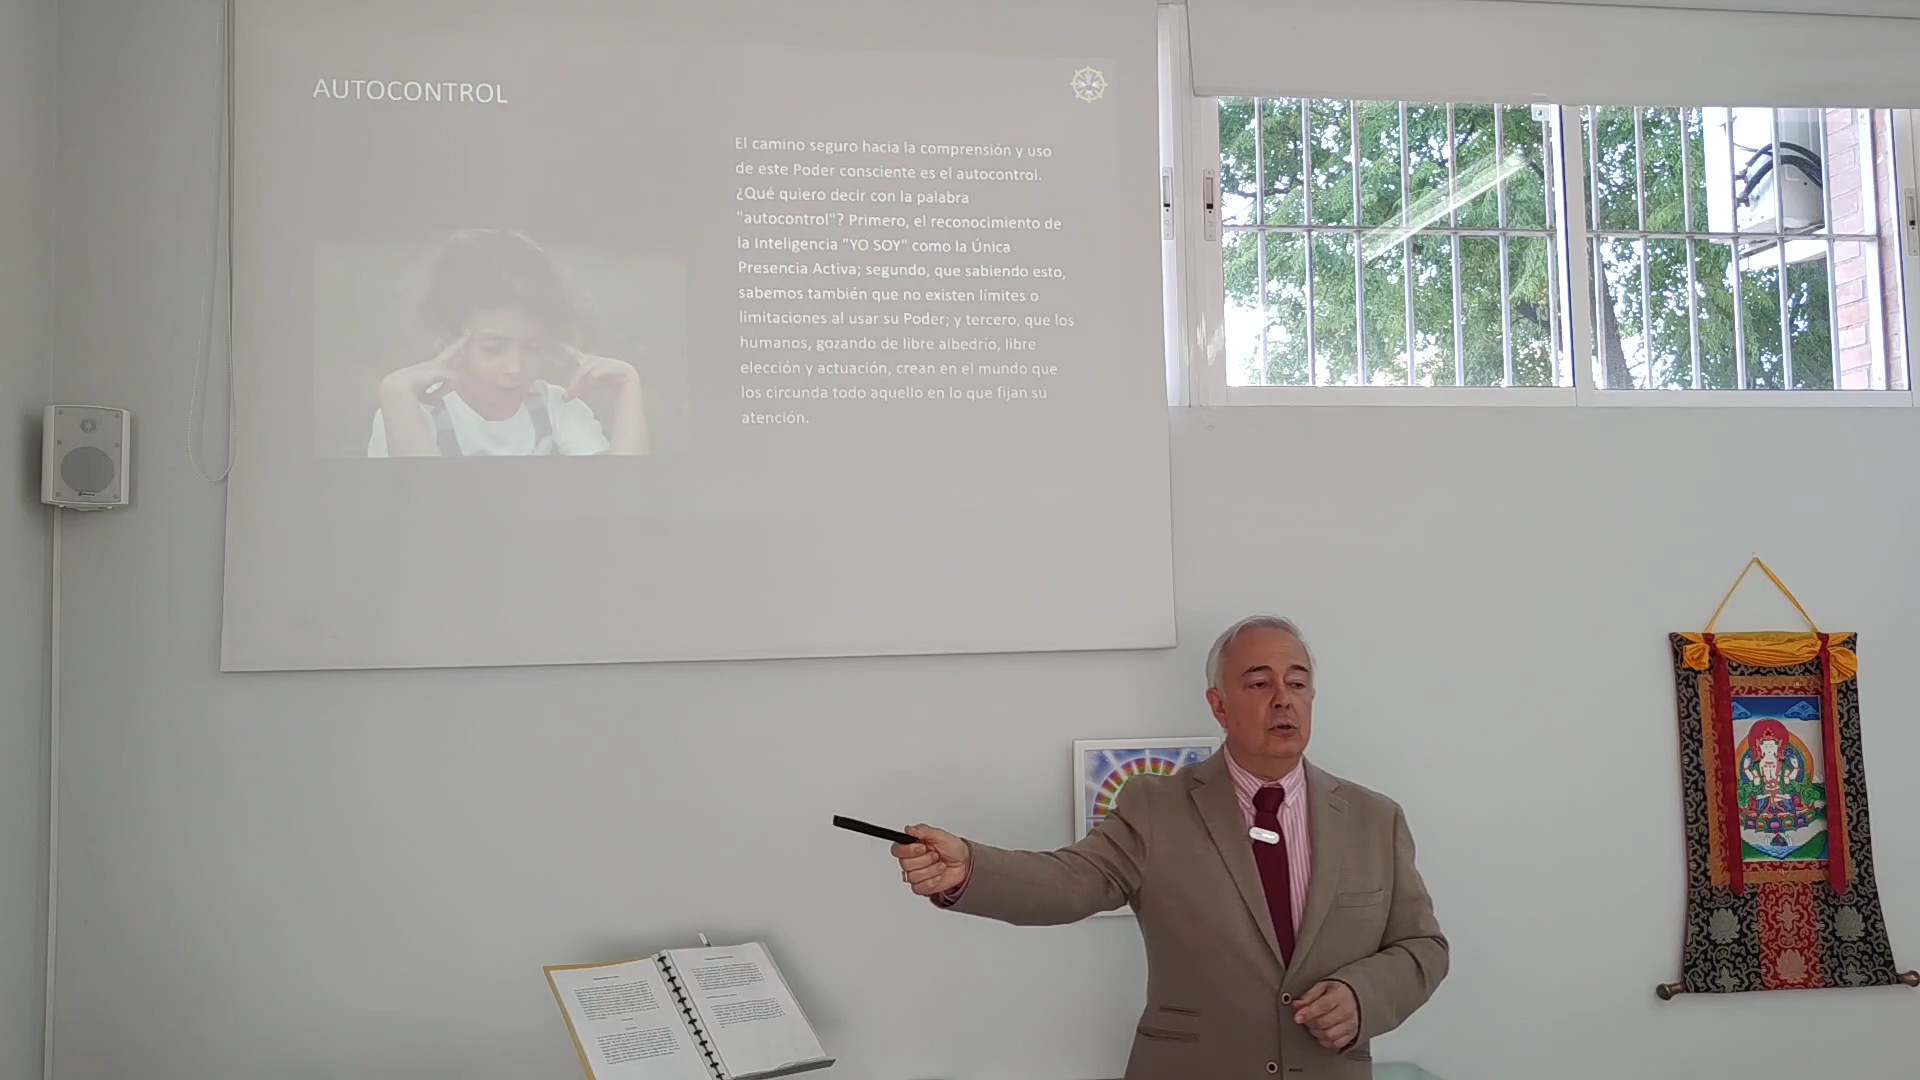 AUTOCONTROL
El camino seguro hacia la comprensión y uso
de este Poder consciente es el autocontrol.
¿Qué quiero decir con la palabra
"autocontrol"? Primero, el reconocimiento de
la Inteligencia "YO SOY" como la Única
Presencia Activa; segundo, que sabiendo esto,
sabemos también que no existen límites o
limitaciones al usar su Poder; y tercero, que los
humanos, gozando de libre albedrío, libre
elección y actuación, crean en el mundo que
los circunda todo aquello en lo que fijan su
atención.